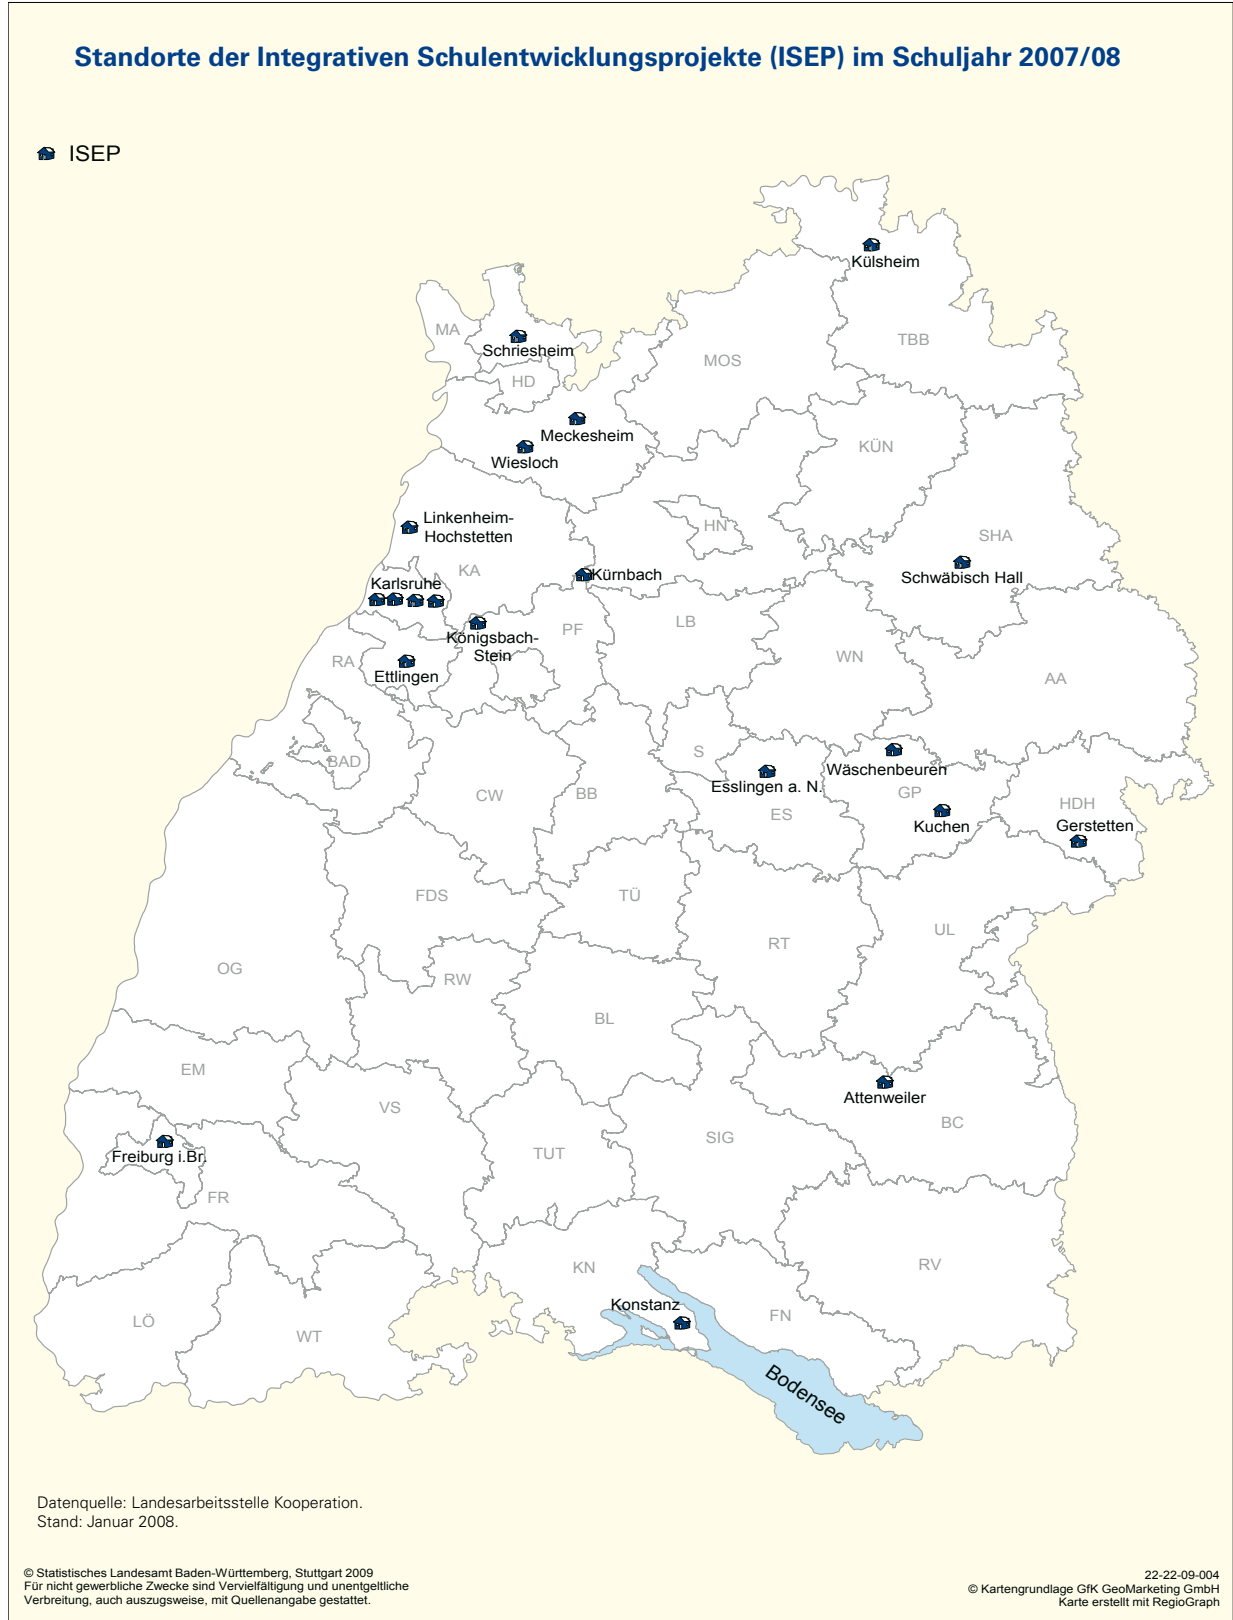 Standorte der Integrativen Schulentwicklungsprojekte (ISEP) im Schuljahr 2007/08
ISEP
Külsheim
MA
TBB
Schriesheim
MOS
HD
Meckesheim
KÜN
Wiesloch
Linkenheim-
Hochstetten
HN
SHA
KA
Kürnbach
Schwäbisch Hall
Karlsruhe
LB
PF
Königsbach-
Stein
WN
RA
Ettlingen
AA
S
BAD
Wäschenbeuren
Esslingen a. N.
GP
CW
BB
HDH
ES
Kuchen
Gerstetten
FDS
TÜ
UL
RT
OG
RW
BL
EM
Attenweiler
VS
BC
SIG
Freiburg i.Br.
TUT
FR
RV
KN
Konstanz
FN
LÖ
WT
Bodensee
Datenquelle: Landesarbeitsstelle Kooperation.
Stand: Januar 2008.
© Statistisches Landesamt Baden-Württemberg, Stuttgart 2009
Für nicht gewerbliche Zwecke sind Vervielfältigung und unentgeltliche
Verbreitung, auch auszugsweise, mit Quellenangabe gestattet.
22-22-09-004
© Kartengrundlage GfK GeoMarketing GmbH
Karte erstellt mit RegioGraph